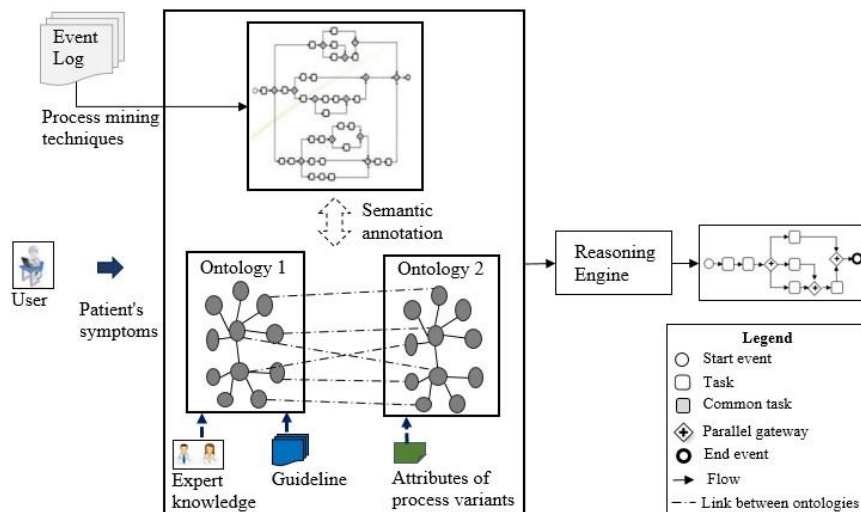 Event
Log
Process mining
techniques
Semantic
annotation
User
Patient's
symptoms
Ontology 1
Ontology 2
Expert
knowledge
Guideline
Attributes of
process variants
Reasoning
Engine
Legend
Start event
Task
Common task
Parallel gateway
End event
Flow
Link between ontologies